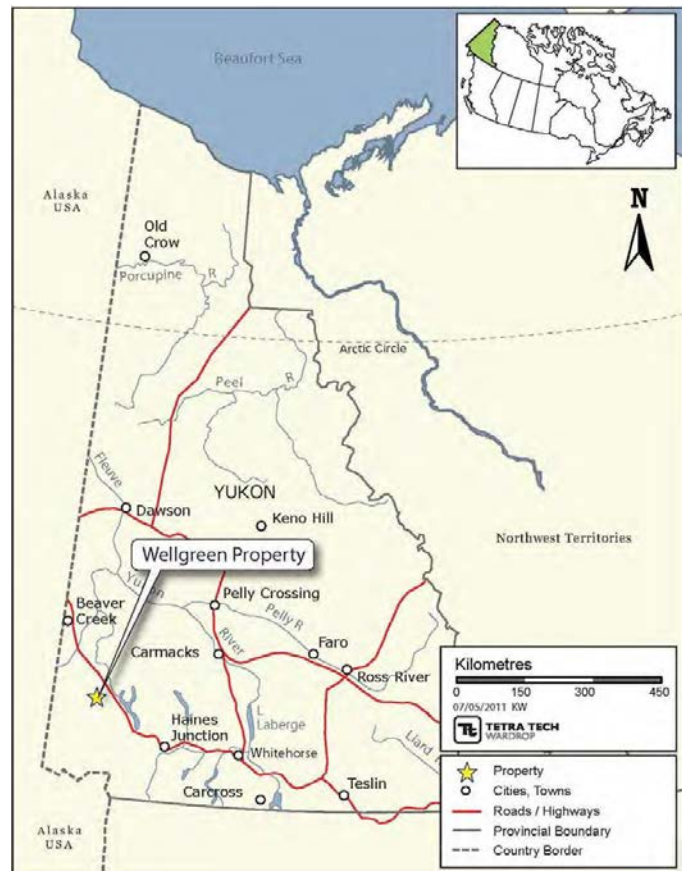 Beaufort Sea
N
Alaska
USA
Old
Crow
Porcupine R
Arctic Circle
Peel R
Fleuve
YUKON
Dawson
Keno Hill
Northwest Territories
Wellgreen Property
Yukon
Beaver
Creek
Pelly Crossing
Pelly R
River
Faro
Carmacks
Ross River
L
Laberge
Haines
Junction
Whitehorse
Liard
Teslin
Carcross
Alaska
USA
Kilometres
0 150 300 450
07/05/2011 KW
Tt TETRA TECH
WARDROP
Property
Cities, Towns
Roads / Highways
Provincial Boundary
Country Border